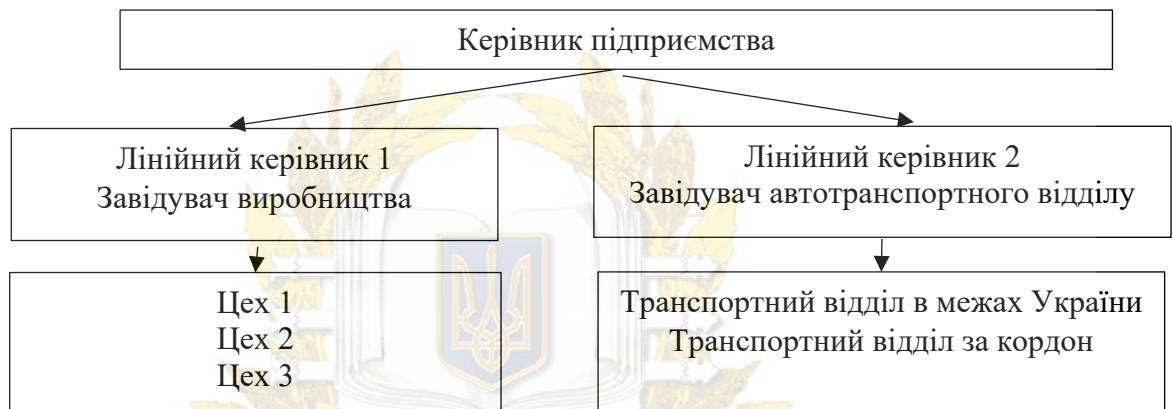 Керівник підприємства
Лінійний керівник 1
Завідувач виробництва
Лінійний керівник 2
Завідувач автотранспортного відділу
Цех 1
Цех 2
Цех 3
Транспортний відділ в межах України
Транспортний відділ за кордон